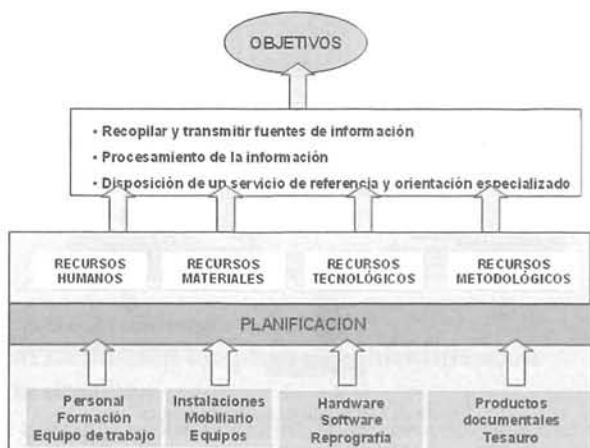 OBJETIVOS
• Recopilar y transmitir fuentes de información
• Procesamiento de la información
• Disposición de un servicio de referencia y orientación especializado
RECURSOS
HUMANOS
RECURSOS
MATERIALES
RECURSOS
TECNOLÓGICOS
RECURSOS
METODOLÓGICOS
PLANIFICACION
Personal
Formación
Equipo de trabajo
Instalaciones
Mobiliario
Equipos
Hardware
Software
Reprografía
Productos
documentales
Tesauro